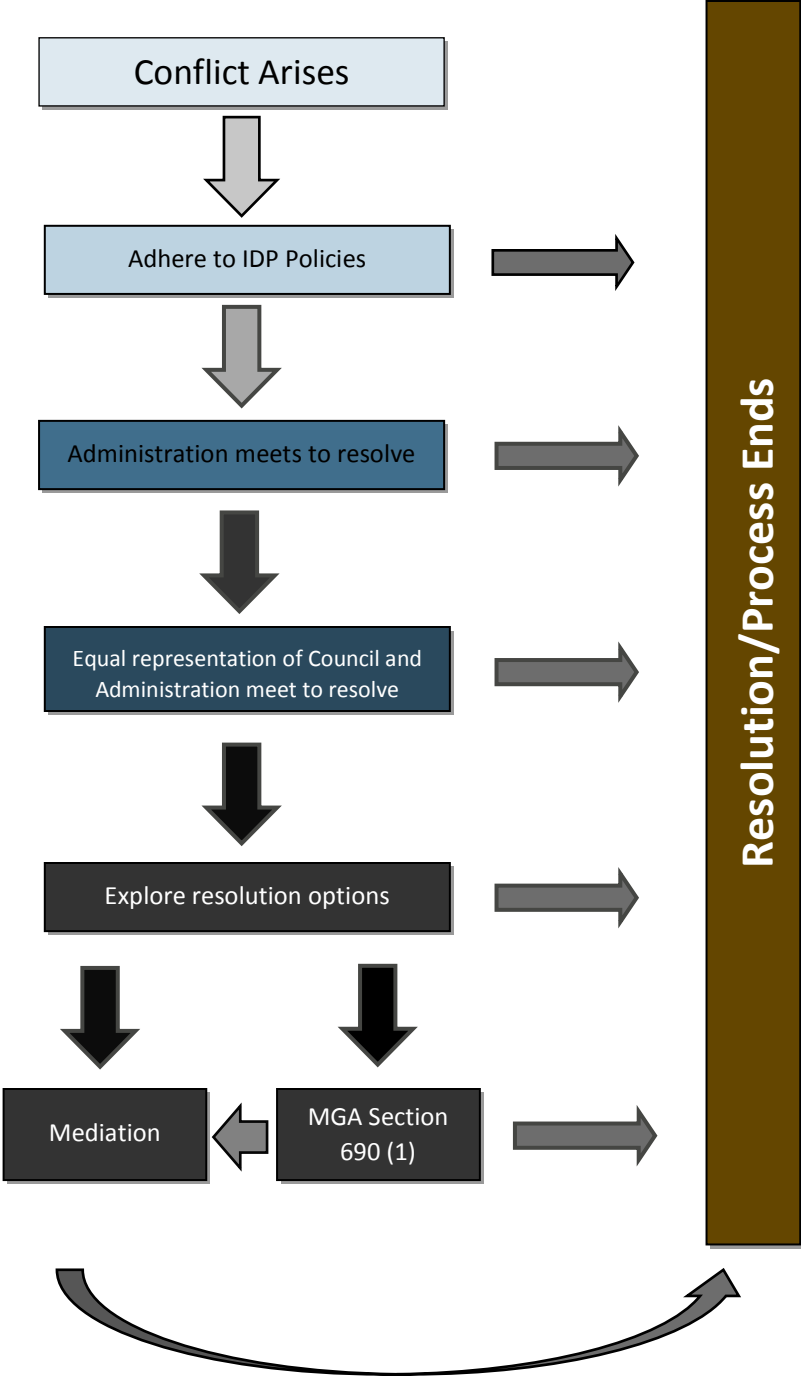 Conflict Arises
Adhere to IDP Policies
Administration meets to resolve
Equal representation of Council and
Administration meet to resolve
Explore resolution options
Mediation
MGA Section
690 (1)
Resolution/Process Ends